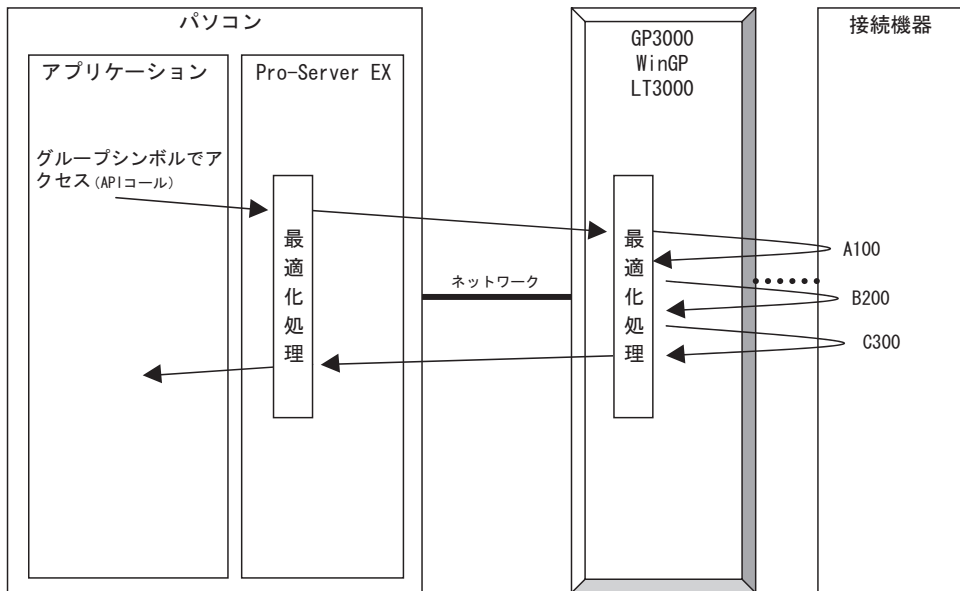 パソコン
アプリケーション
Pro-Server EX
グループシンボルでア
クセス(APIコール)
最適化処理
ネットワーク
GP3000
WinGP
LT3000
最適化処理
接続機器
A100
B200
C300